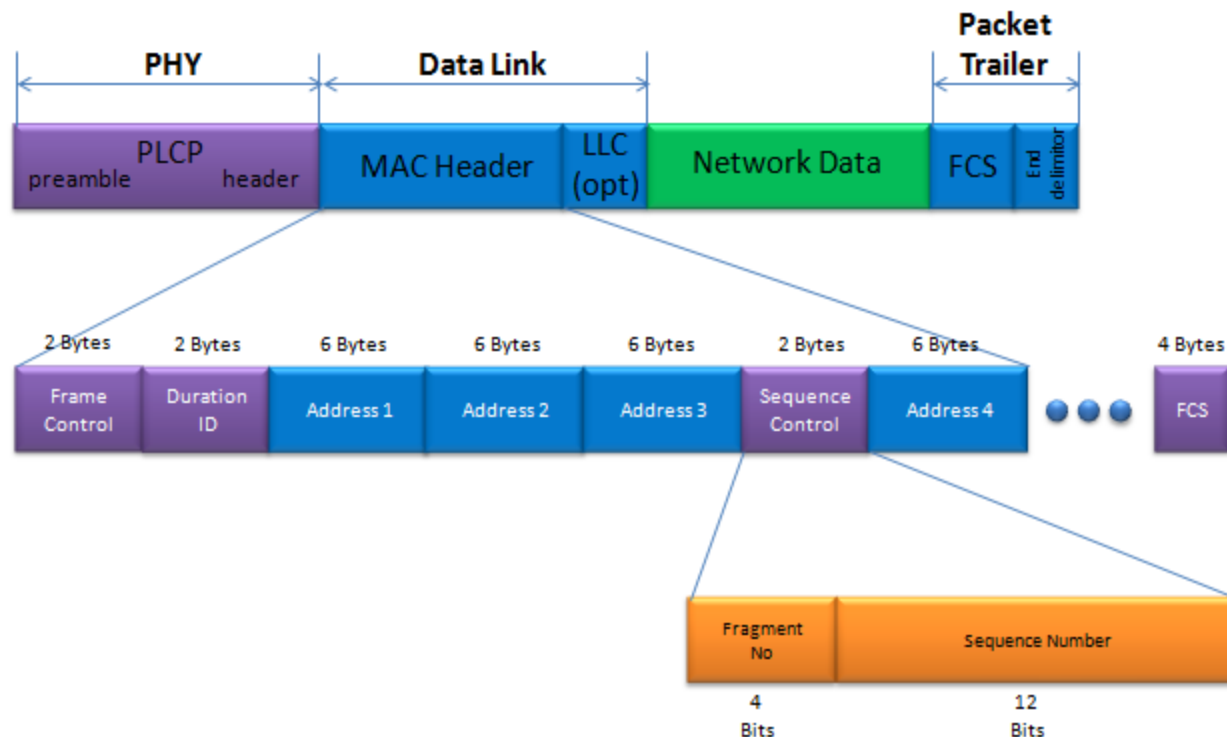 PHY
Data Link
Packet
Trailer
PLCP
preamble header
MAC Header
LLC
(opt)
Network Data
FCS
End
delimitor
2 Bytes
2 Bytes
6 Bytes
6 Bytes
6 Bytes
2 Bytes
6 Bytes
4 Bytes
Frame
Control
Duration
ID
Address 1
Address 2
Address 3
Sequence
Control
Address 4
FCS
Fragment
No
Sequence Number
4
Bits
12
Bits